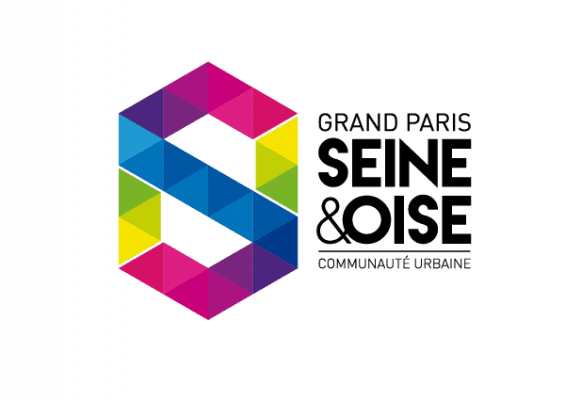 GRAND PARIS
SEINE
&OISE
COMMUNAUTÉ URBAINE